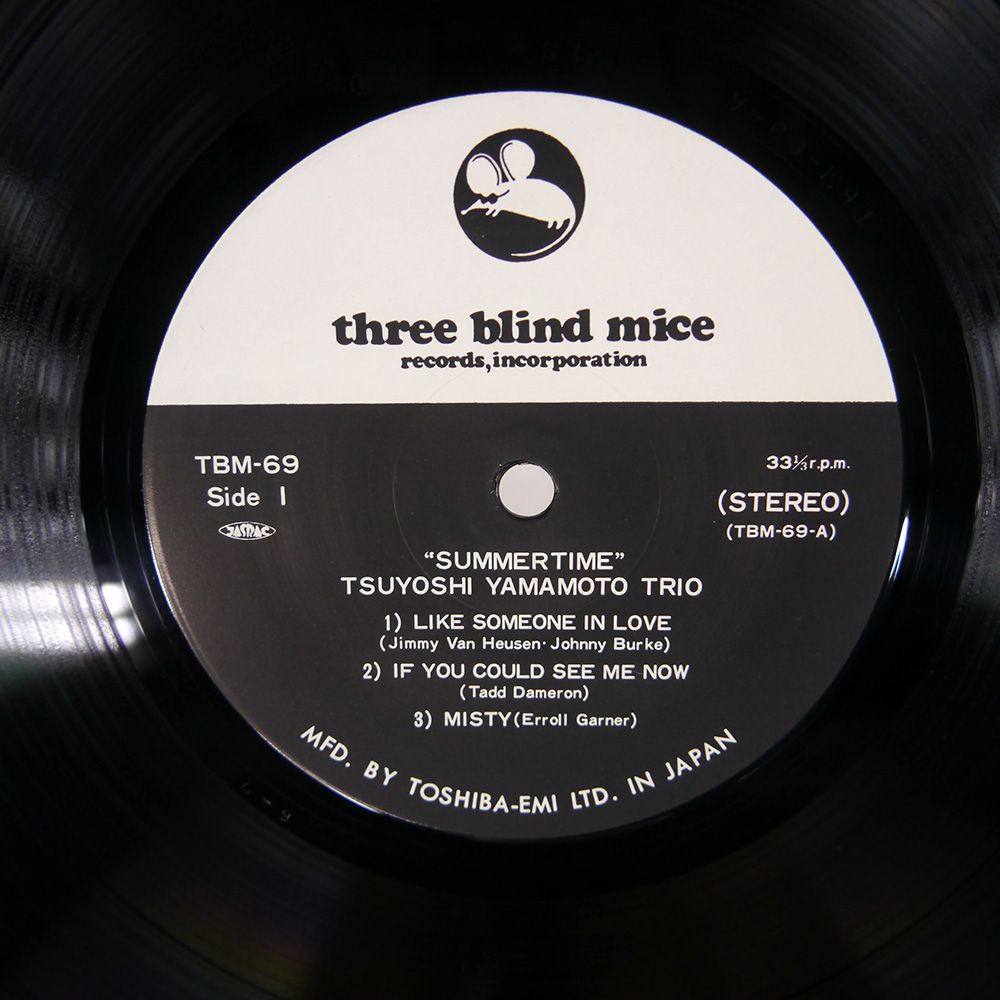 three blind mice
records, incorporation
TBM-69
33⅓ r.p.m.
Side 1
(STEREO)
JASRAC
(TBM-69-A)
"SUMMERTIME"
TSUYOSHI YAMAMOTO TRIO
1) LIKE SOMEONE IN LOVE
(Jimmy Van Heusen · Johnny Burke)
2) IF YOU COULD SEE ME NOW
(Tadd Dameron)
3) MISTY (Erroll Garner)
MFD. BY TOSHIBA-EMI LTD. IN JAPAN